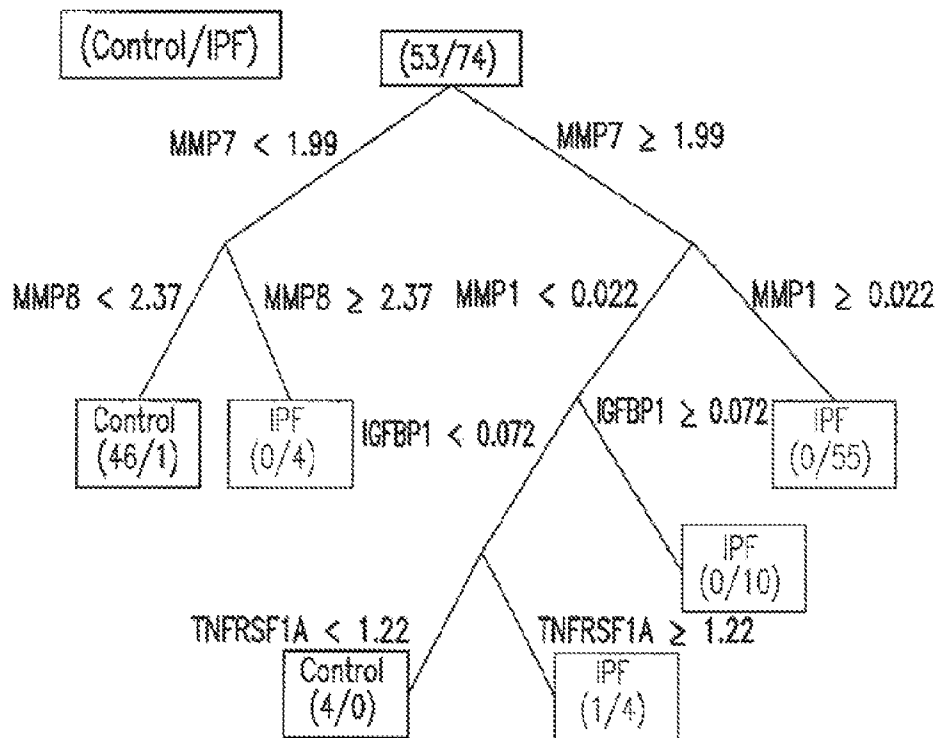 (Control/IPF)
(53/74)
MMP7 < 1.99
MMP7 ≥ 1.99
MMP8 < 2.37
MMP8 ≥ 2.37
MMP1 < 0.022
MMP1 ≥ 0.022
Control
(46/1)
IPF
(0/4)
IGFBP1 < 0.072
IGFBP1 ≥ 0.072
IPF
(0/55)
IPF
(0/10)
TNFRSF1A < 1.22
TNFRSF1A ≥ 1.22
Control
(4/0)
IPF
(1/4)